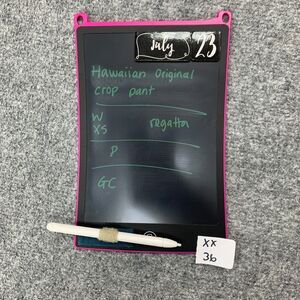 July 23
Hawaiian Original
crop pant
W regatta
XS
P
GC
XX
36